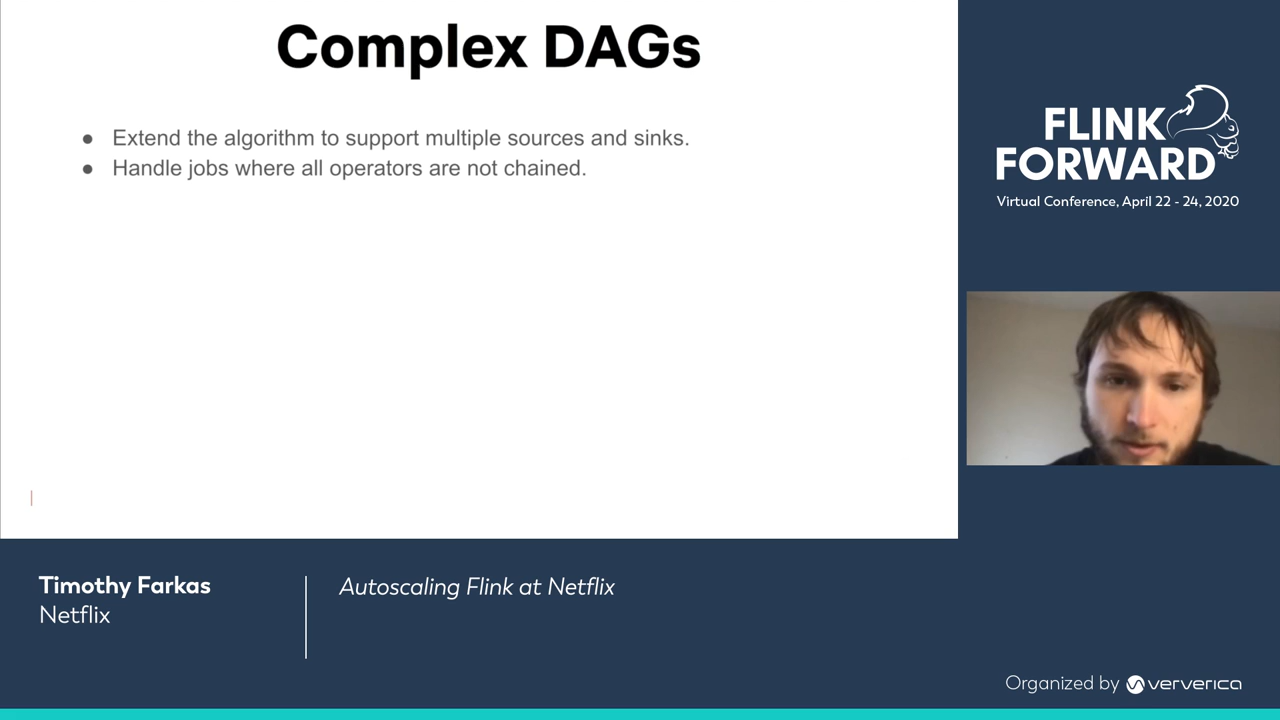 Complex DAGs
● Extend the algorithm to support multiple sources and sinks.
● Handle jobs where all operators are not chained.
FLINK
FORWARD
Virtual Conference, April 22 - 24, 2020
Timothy Farkas
Netflix
Autoscaling Flink at Netflix
Organized by ververica